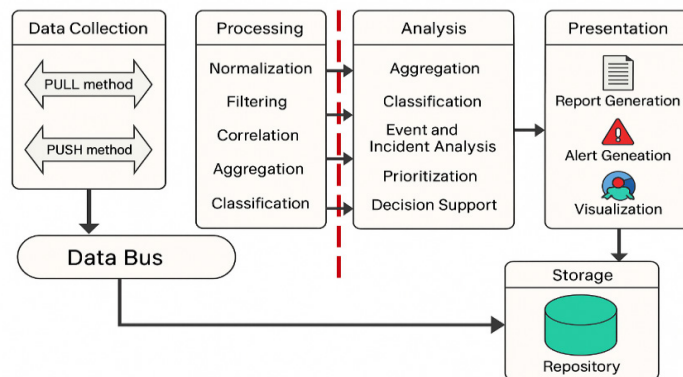 Data Collection
PULL method
PUSH method
Data Bus
Processing
Normalization
Filtering
Correlation
Aggregation
Classification
Analysis
Aggregation
Classification
Event and
Incident Analysis
Prioritization
Decision Support
Presentation
Report Generation
Alert Geneation
Visualization
Storage
Repository